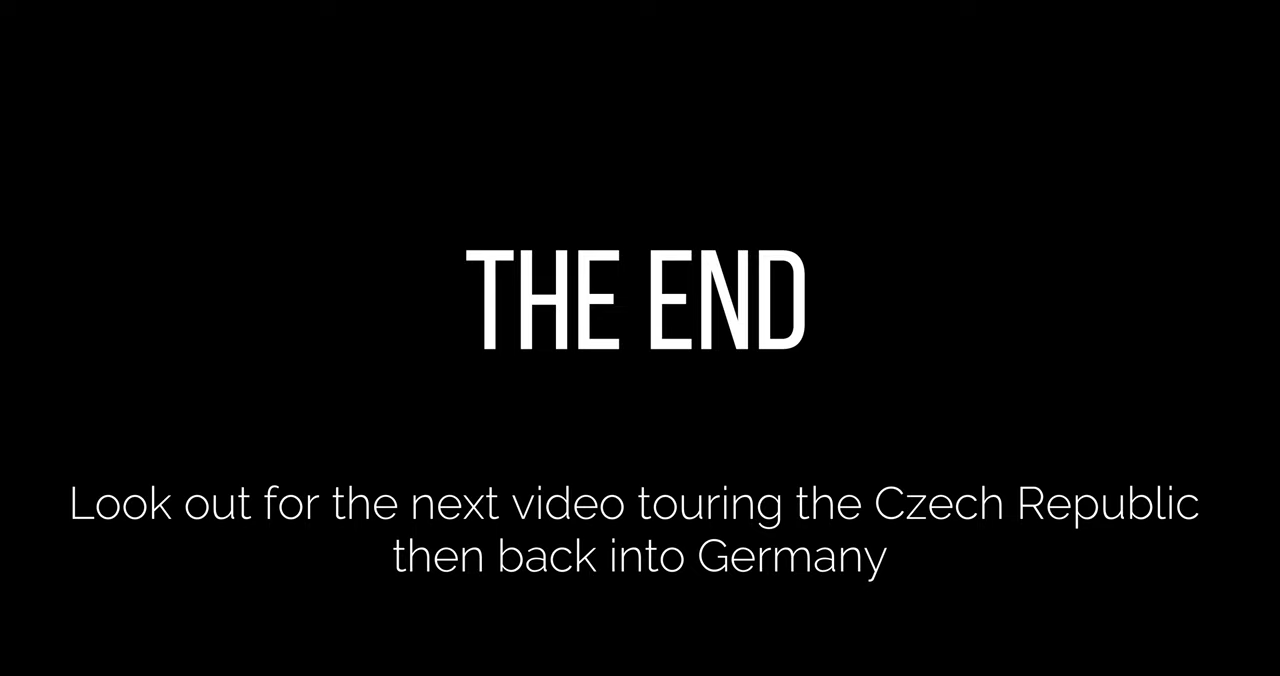 THE END
Look out for the next video touring the Czech Republic
then back into Germany